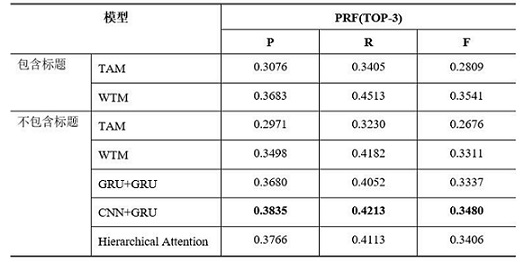 模型 PRF(TOP-3)
P R F
包含标题 TAM 0.3076 0.3405 0.2809
WTM 0.3683 0.4513 0.3541
不包含标题 TAM 0.2971 0.3230 0.2676
WTM 0.3498 0.4182 0.3311
GRU+GRU 0.3680 0.4052 0.3337
CNN+GRU 0.3835 0.4213 0.3480
Hierarchical Attention 0.3766 0.4113 0.3406